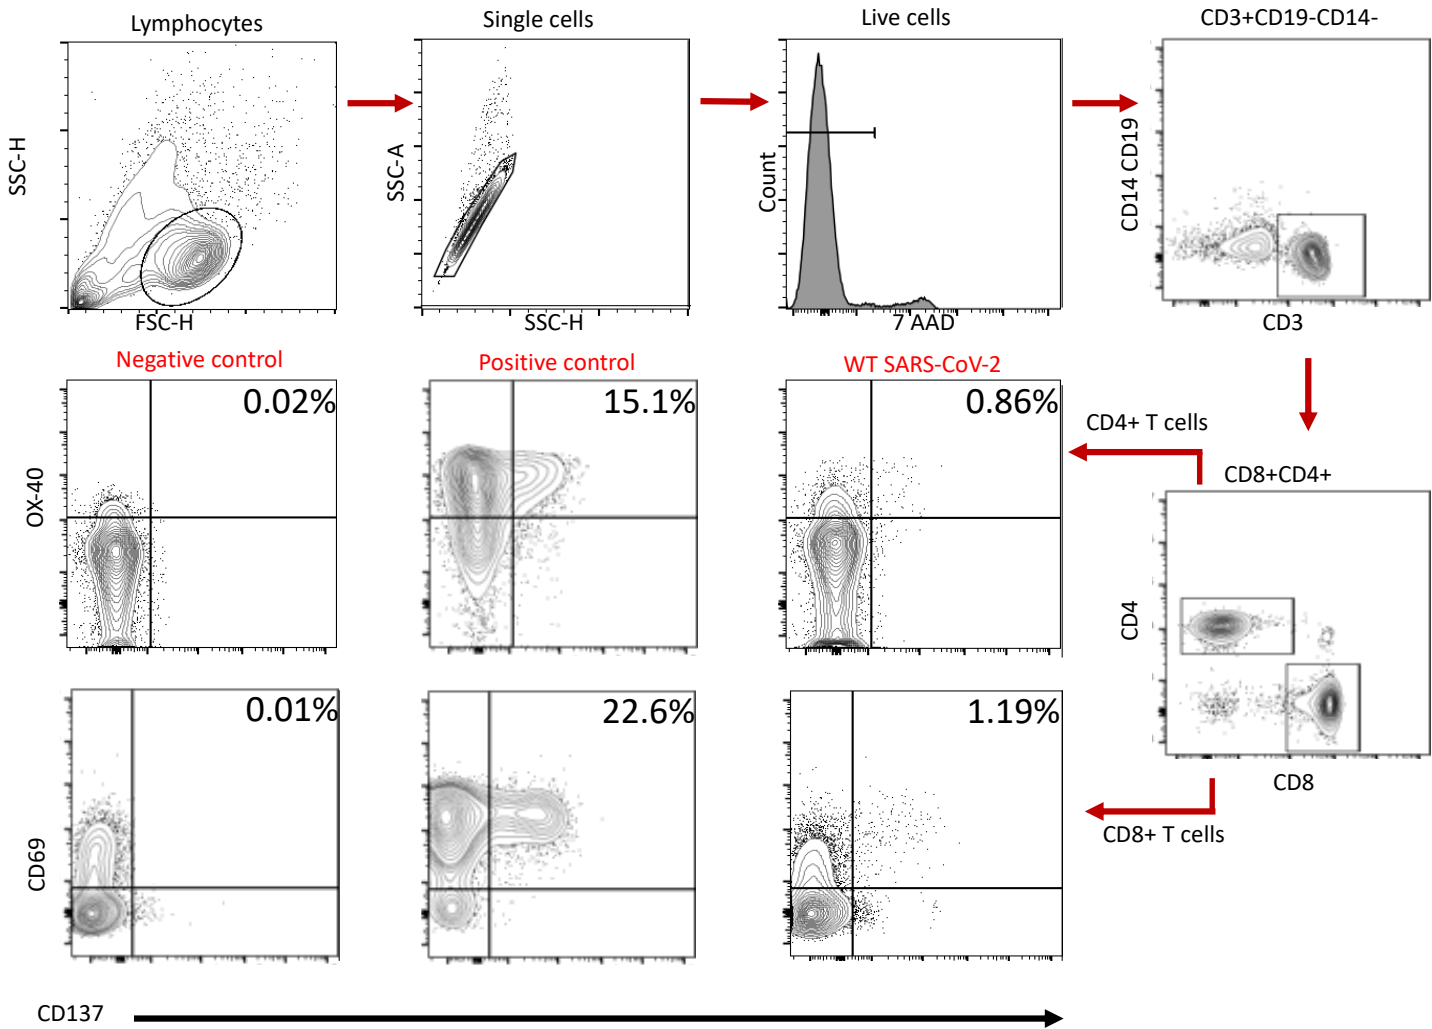 Lymphocytes
Single cells
Live cells
CD3+CD19-CD14-
SSC-H
FSC-H
SSC-A
SSC-H
Count
7 AAD
CD14 CD19
CD3
Negative control
Positive control
WT SARS-CoV-2
0.02%
15.1%
0.86%
OX-40
CD4+ T cells
CD8+CD4+
CD4
CD8
0.01%
22.6%
1.19%
CD69
CD8+ T cells
CD137